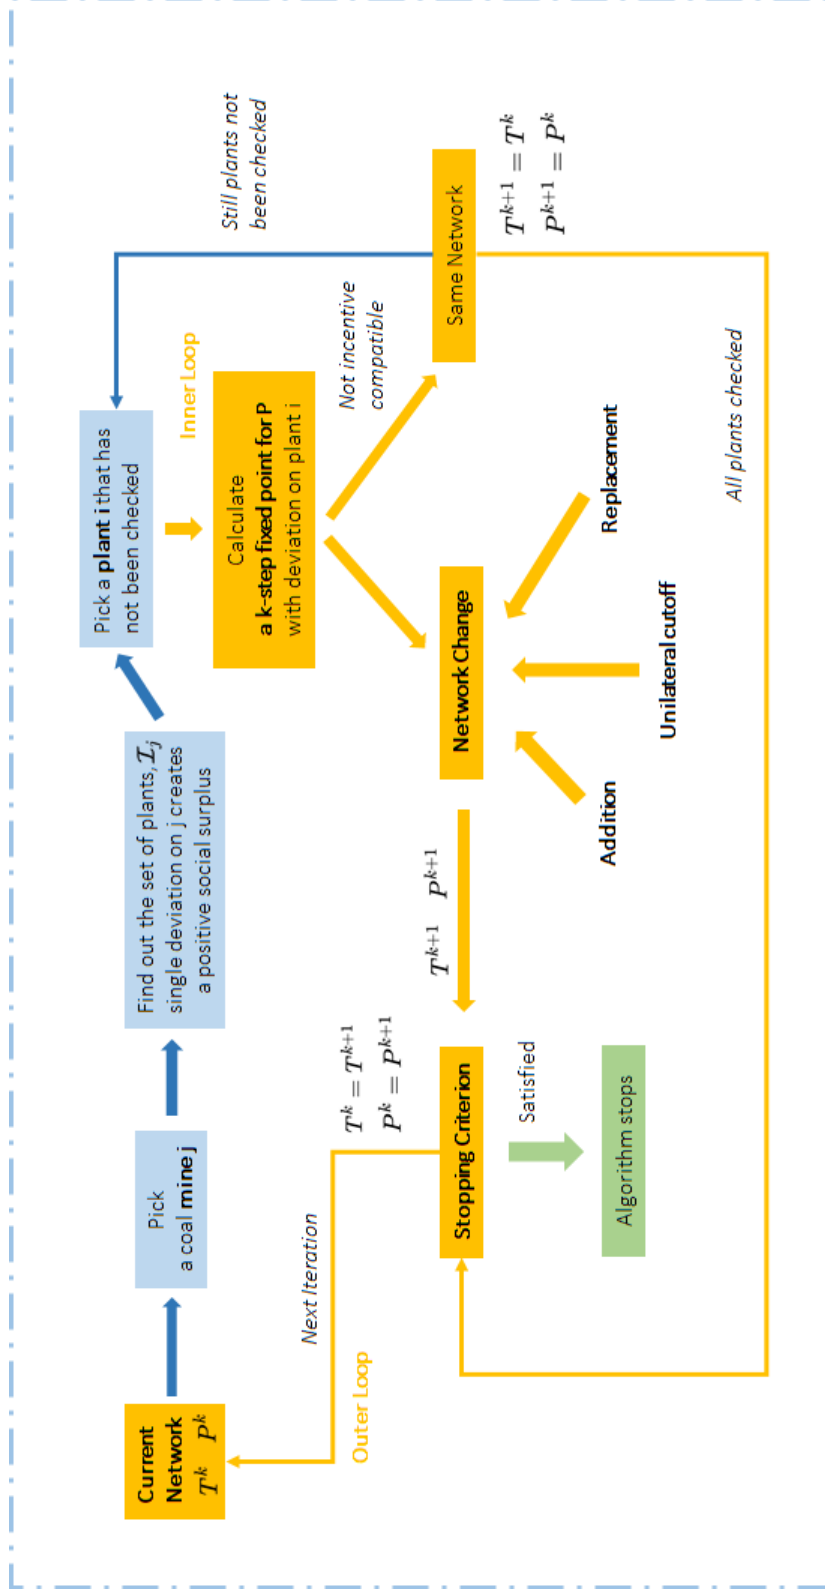 Current
Network
T^k P^k
Pick
a coal mine j
Find out the set of plants, 𝓘_j
single deviation on j creates
a positive social surplus
Pick a plant i that has
not been checked
Still plants not
been checked
Inner Loop
Calculate
a k-step fixed point for P
with deviation on plant i
Not incentive
compatible
Same Network
T^{k+1} = T^k
P^{k+1} = P^k
All plants checked
Network Change
Addition
Unilateral cutoff
Replacement
T^{k+1} P^{k+1}
Stopping Criterion
Satisfied
Algorithm stops
T^k = T^{k+1}
P^k = P^{k+1}
Next Iteration
Outer Loop